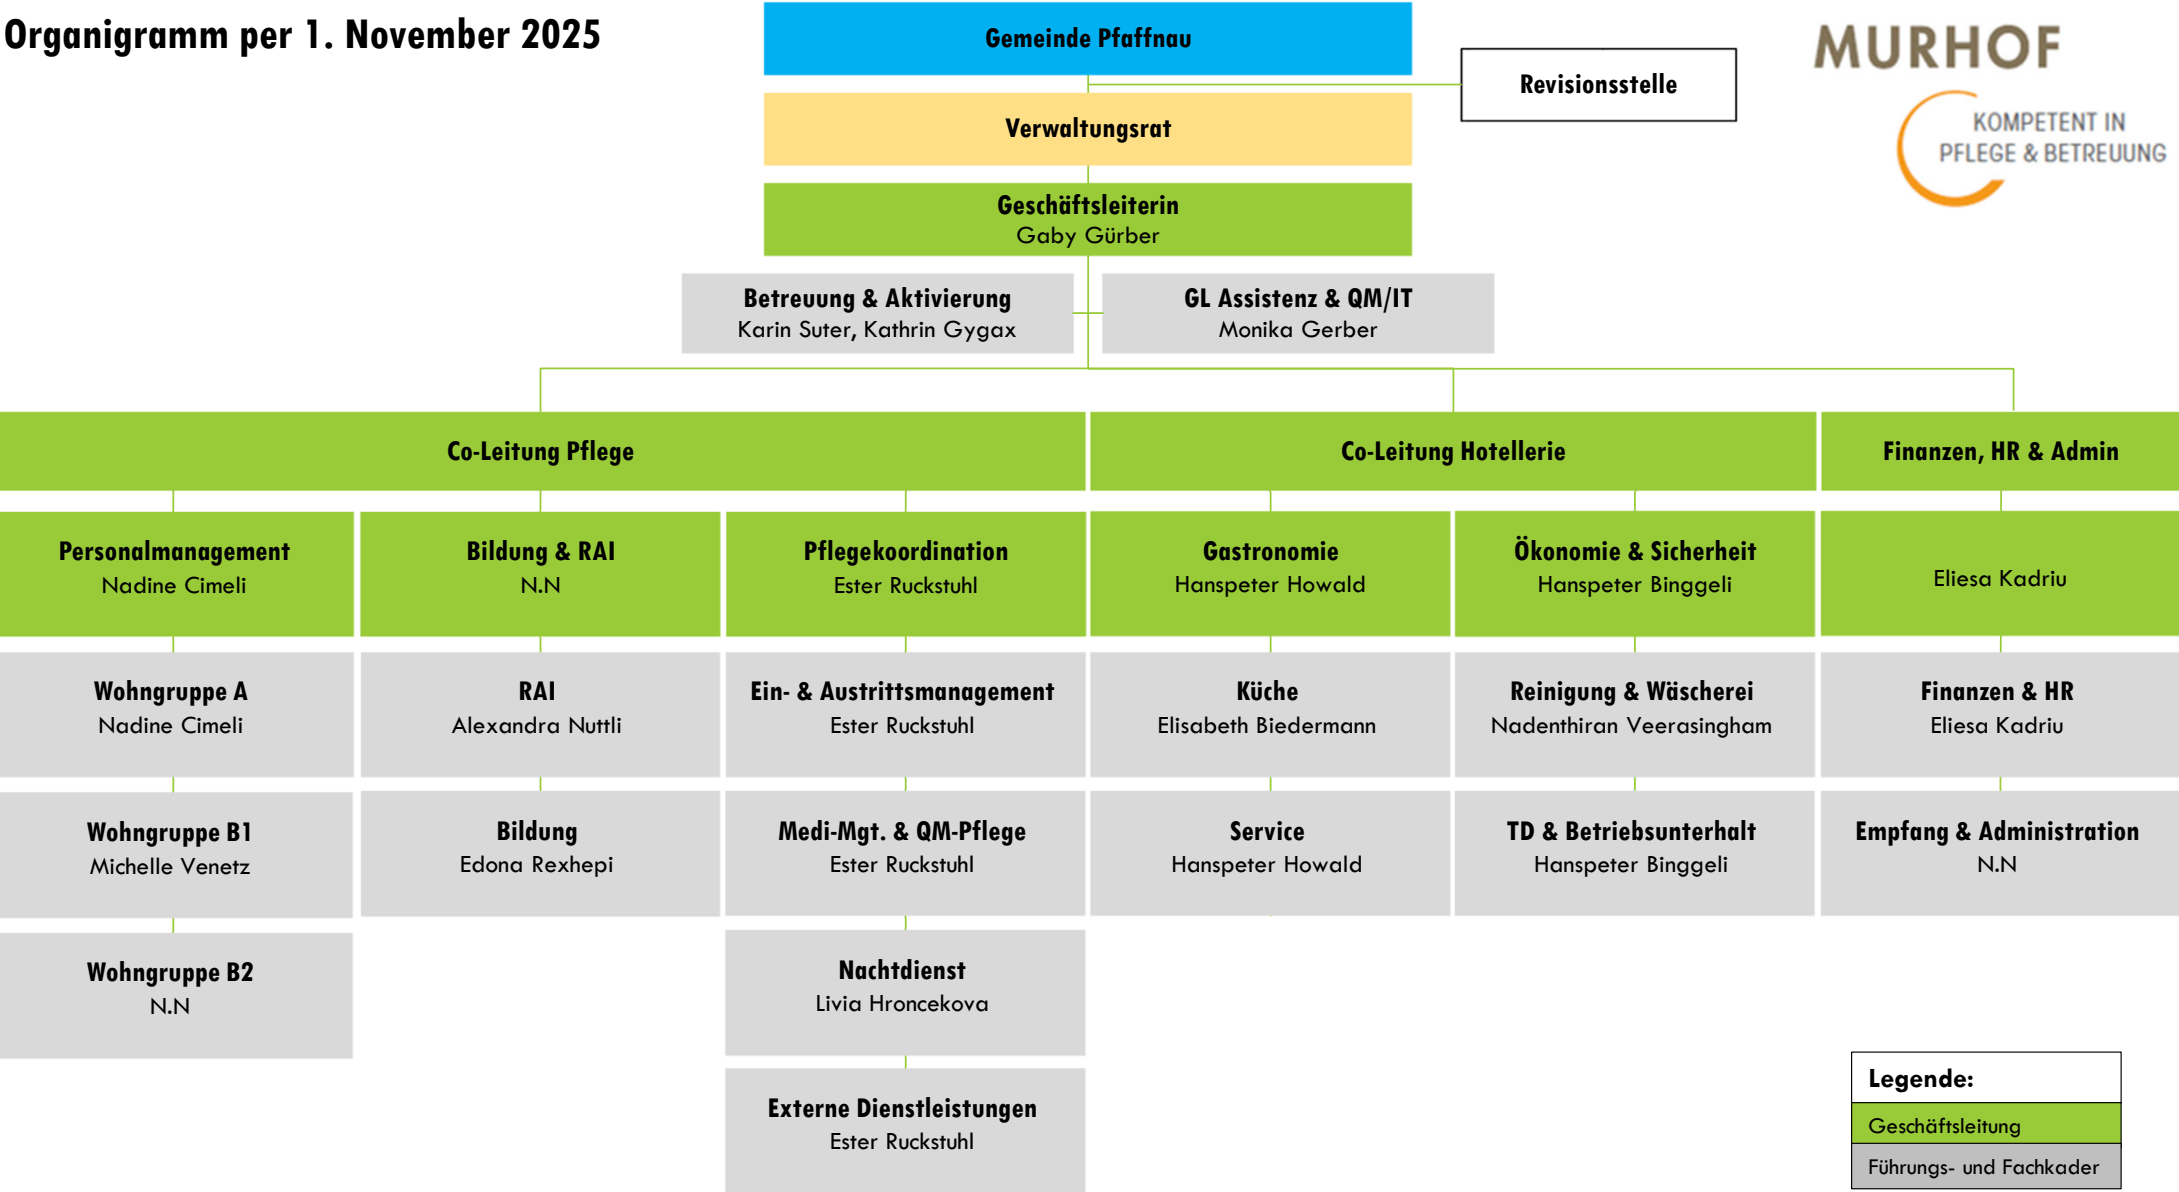 Organigramm per 1. November 2025
Gemeinde Pfaffnau
Revisionsstelle
MURHOF
KOMPETENT IN
PFLEGE & BETREUUNG
Verwaltungsrat
Geschäftsleiterin
Gaby Gürber
Betreuung & Aktivierung
Karin Suter, Kathrin Gygax
GL Assistenz & QM/IT
Monika Gerber
Co-Leitung Pflege
Co-Leitung Hotellerie
Finanzen, HR & Admin
Personalmanagement
Nadine Cimeli
Bildung & RAI
N.N
Pflegekoordination
Ester Ruckstuhl
Gastronomie
Hanspeter Howald
Ökonomie & Sicherheit
Hanspeter Binggeli
Eliesa Kadriu
Wohngruppe A
Nadine Cimeli
RAI
Alexandra Nuttli
Ein- & Austrittsmanagement
Ester Ruckstuhl
Küche
Elisabeth Biedermann
Reinigung & Wäscherei
Nadenthiran Veerasingham
Finanzen & HR
Eliesa Kadriu
Wohngruppe B1
Michelle Venetz
Bildung
Edona Rexhepi
Medi-Mgt. & QM-Pflege
Ester Ruckstuhl
Service
Hanspeter Howald
TD & Betriebsunterhalt
Hanspeter Binggeli
Empfang & Administration
N.N
Wohngruppe B2
N.N
Nachtdienst
Livia Hroncekova
Externe Dienstleistungen
Ester Ruckstuhl
Legende:
Geschäftsleitung
Führungs- und Fachkader